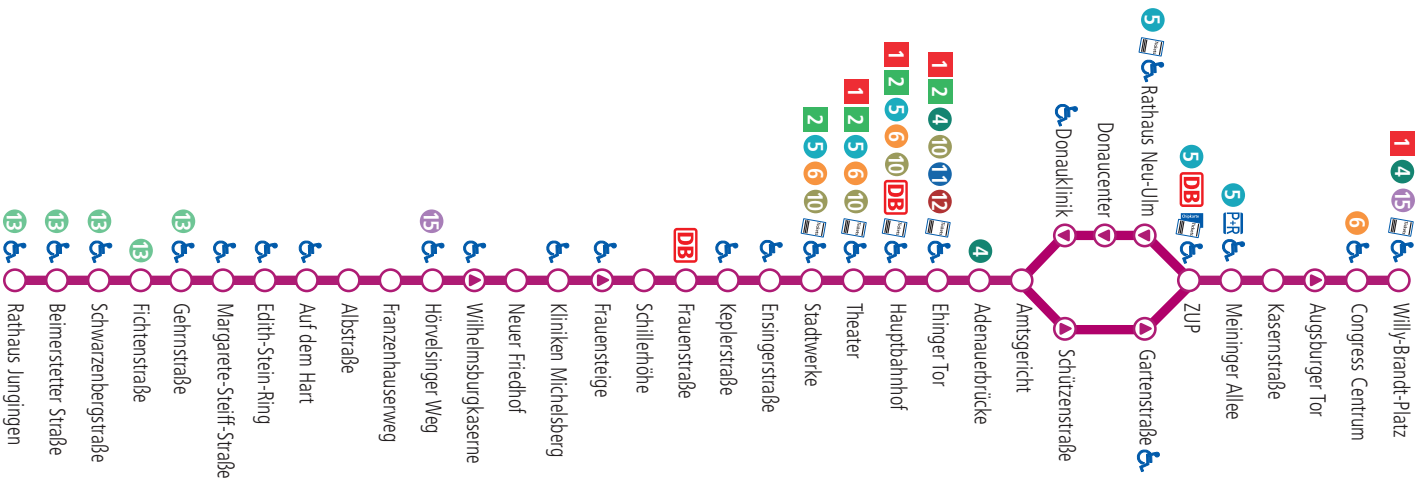 1 4 15 Willy-Brandt-Platz
6 Congress Centrum
Augsburger Tor
Kasernstraße
5 P+R Meininger Allee
5 DB ZUP
5 Rathaus Neu-Ulm
Gartenstraße
Donaucenter
Donauklinik
Schützenstraße
Amtsgericht
4 Adenauerbrücke
1 2 4 10 11 12 Ehinger Tor
1 2 5 6 10 DB Hauptbahnhof
1 2 5 6 10 Theater
2 5 6 10 Stadtwerke
Ensingerstraße
Keplerstraße
DB Frauenstraße
Schillerhöhe
Frauensteige
Kliniken Michelsberg
Neuer Friedhof
Wilhelmsburgkaserne
15 Hörvelsinger Weg
Franzenhauserweg
Albstraße
Auf dem Hart
Edith-Stein-Ring
Margarete-Steiff-Straße
13 Gehrnstraße
13 Fichtenstraße
13 Schwarzenbergstraße
13 Beimerstetter Straße
13 Rathaus Jungingen